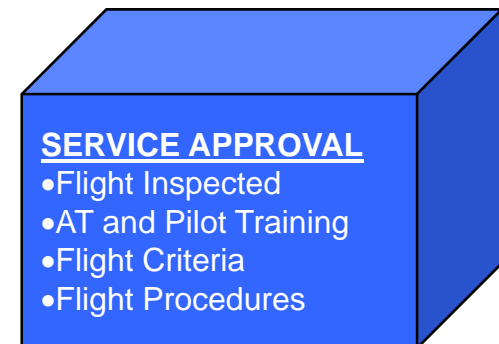 SERVICE APPROVAL
•Flight Inspected
•AT and Pilot Training
•Flight Criteria
•Flight Procedures